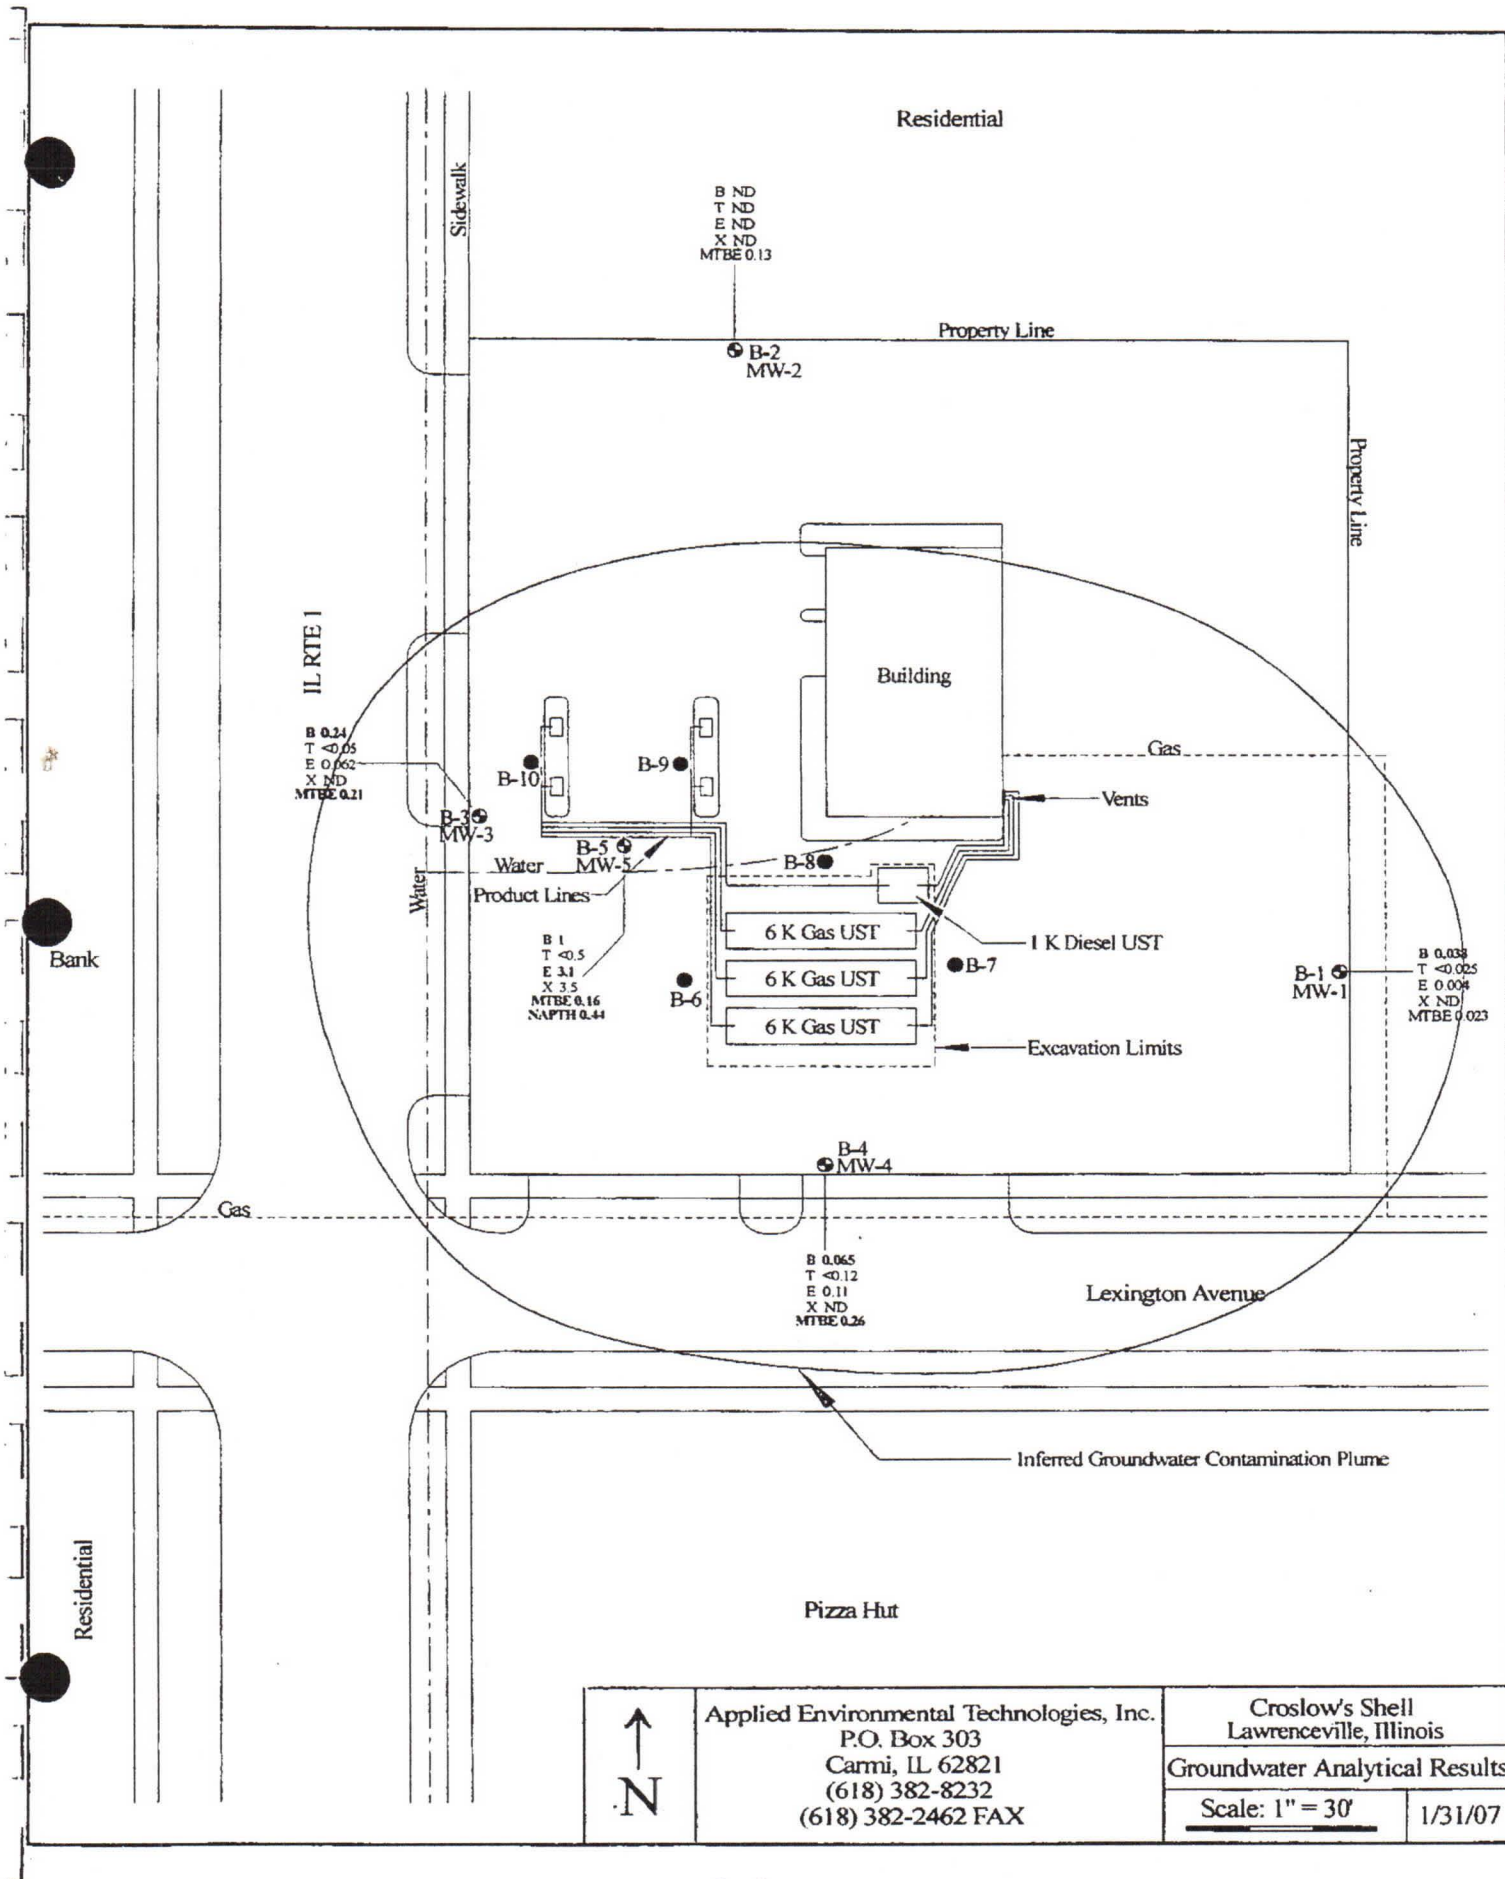 Residential
Sidewalk
B ND
T ND
E ND
X ND
MTBE 0.13
Property Line
B-2
MW-2
Property Line
IL RTE 1
Building
B 0.24
T <0.05
E 0.062
X ND
MTBE 0.21
B-10
B-9
Gas
Vents
B-3
MW-3
B-5
MW-5
B-8
Water
Water
Product Lines
6 K Gas UST
1 K Diesel UST
B 1
T <0.5
E 3.1
X 3.5
MTBE 0.16
NAPTH 0.44
Bank
B-6
6 K Gas UST
B-7
B-1
MW-1
B 0.038
T <0.025
E 0.004
X ND
MTBE 0.023
6 K Gas UST
Excavation Limits
B-4
MW-4
Gas
B 0.065
T <0.12
E 0.11
X ND
MTBE 0.26
Lexington Avenue
Inferred Groundwater Contamination Plume
Residential
Pizza Hut
N
Applied Environmental Technologies, Inc.
P.O. Box 303
Carmi, IL 62821
(618) 382-8232
(618) 382-2462 FAX
Croslow's Shell
Lawrenceville, Illinois
Groundwater Analytical Results
Scale: 1" = 30'
1/31/07